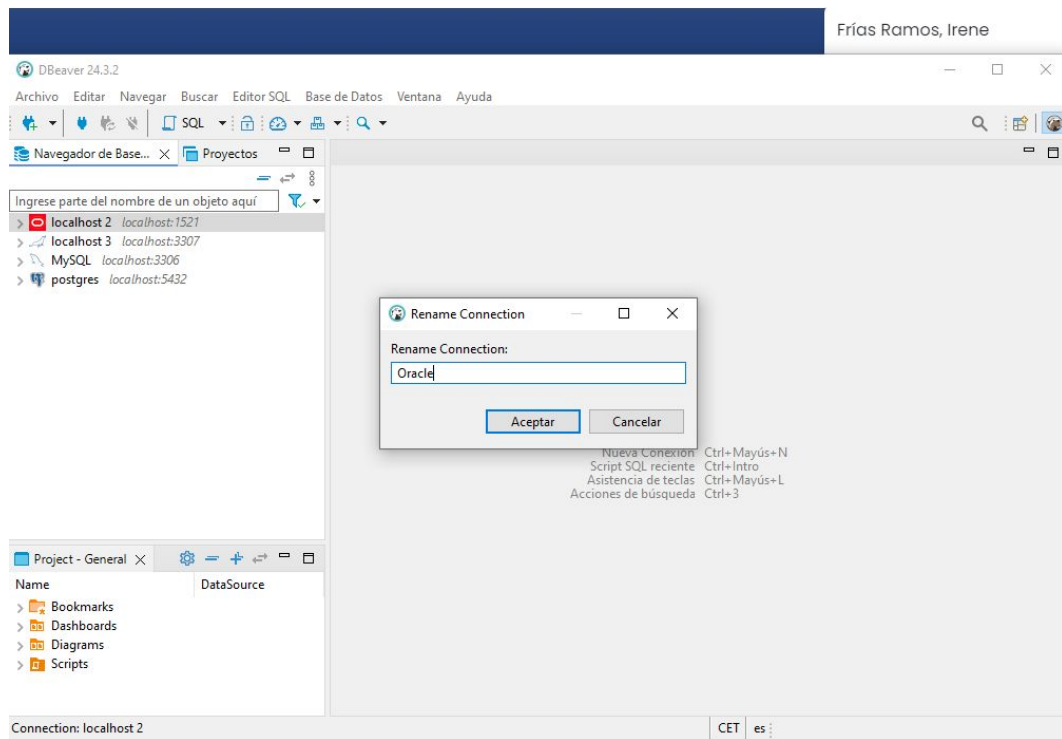 Frías Ramos, Irene
DBeaver 24.3.2
Archivo Editar Navegar Buscar Editor SQL Base de Datos Ventana Ayuda
SQL
Navegador de Base... Proyectos
Ingrese parte del nombre de un objeto aquí
localhost 2 localhost:1521
localhost 3 localhost:3307
MySQL localhost:3306
postgres localhost:5432
Rename Connection
Rename Connection:
Oracle
Aceptar Cancelar
Nueva Conexión Ctrl+Mayús+N
Script SQL reciente Ctrl+Intro
Asistencia de teclas Ctrl+Mayús+L
Acciones de búsqueda Ctrl+3
Project - General
Name DataSource
Bookmarks
Dashboards
Diagrams
Scripts
Connection: localhost 2 CET es